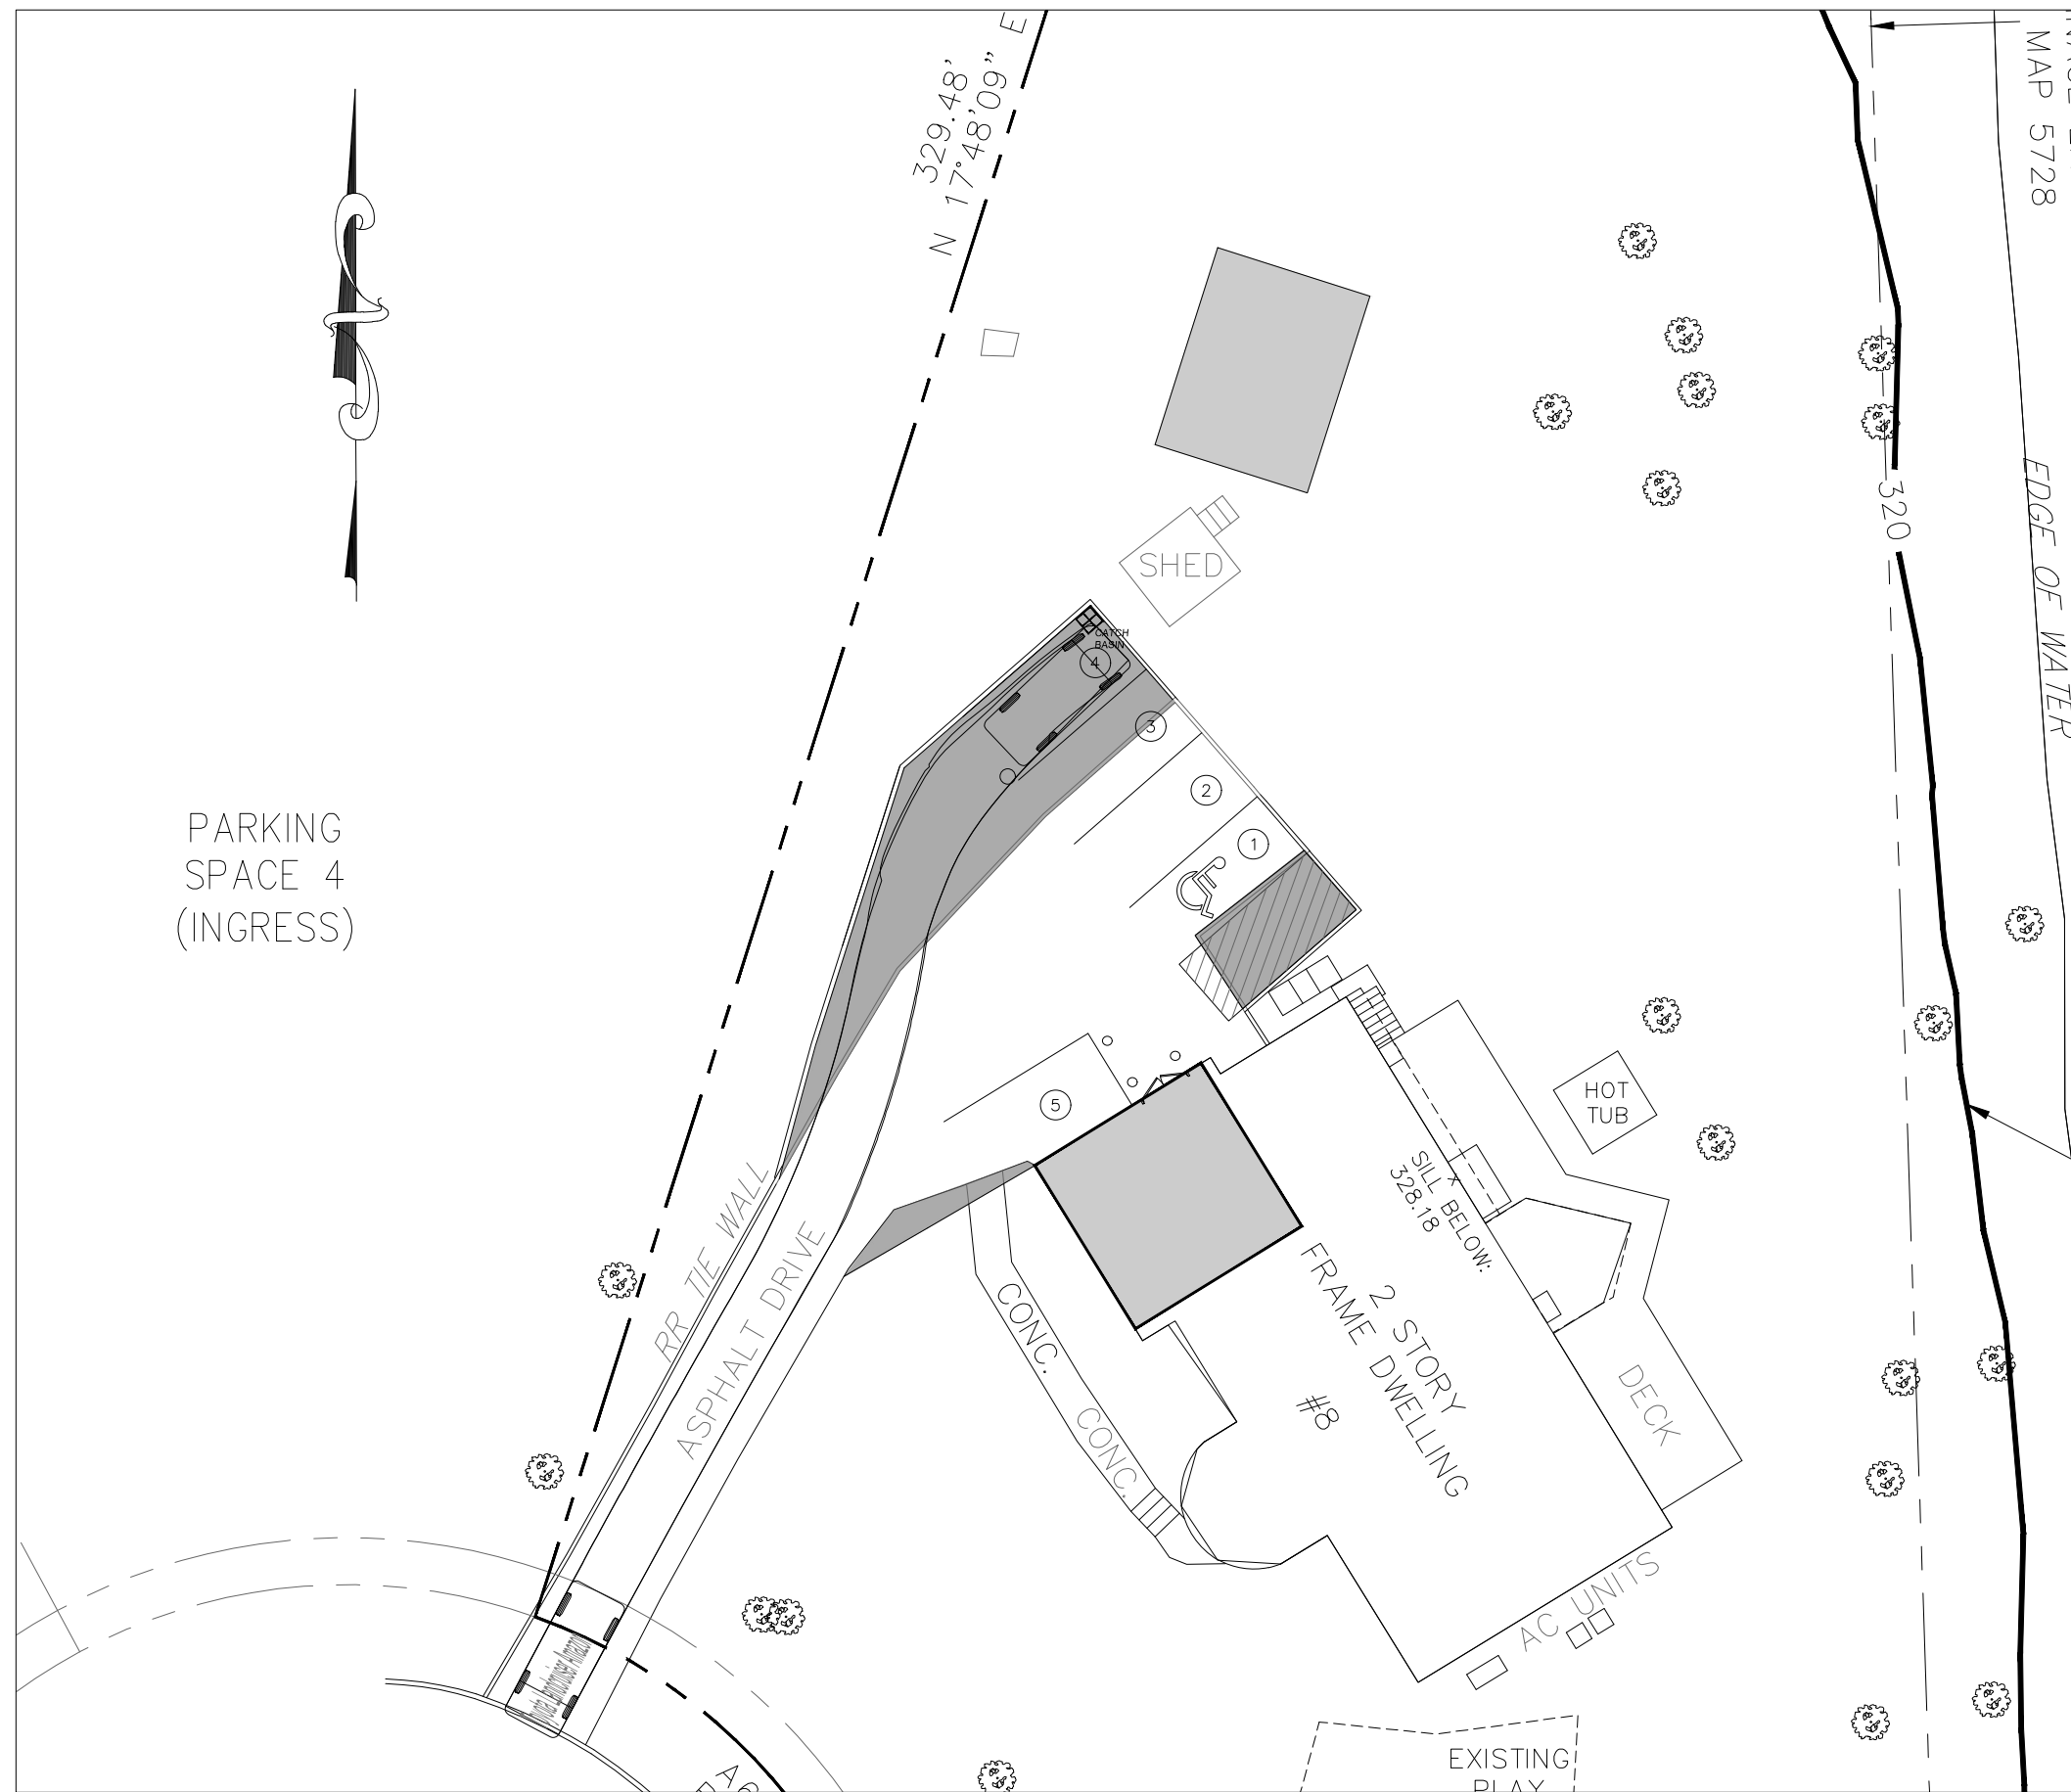 329.48'
N 17°48'09" E
MAP 5728
320
EDGE OF WATER
SHED
CATCH
BASIN
4
3
2
1
5
PARKING
SPACE 4
(INGRESS)
HOT
TUB
SILL BELOW:
328.18
RR TIE WALL
ASPHALT DRIVE
CONC.
CONC.
2 STORY
FRAME DWELLING
#8
DECK
AC UNITS
EXISTING
PLAY